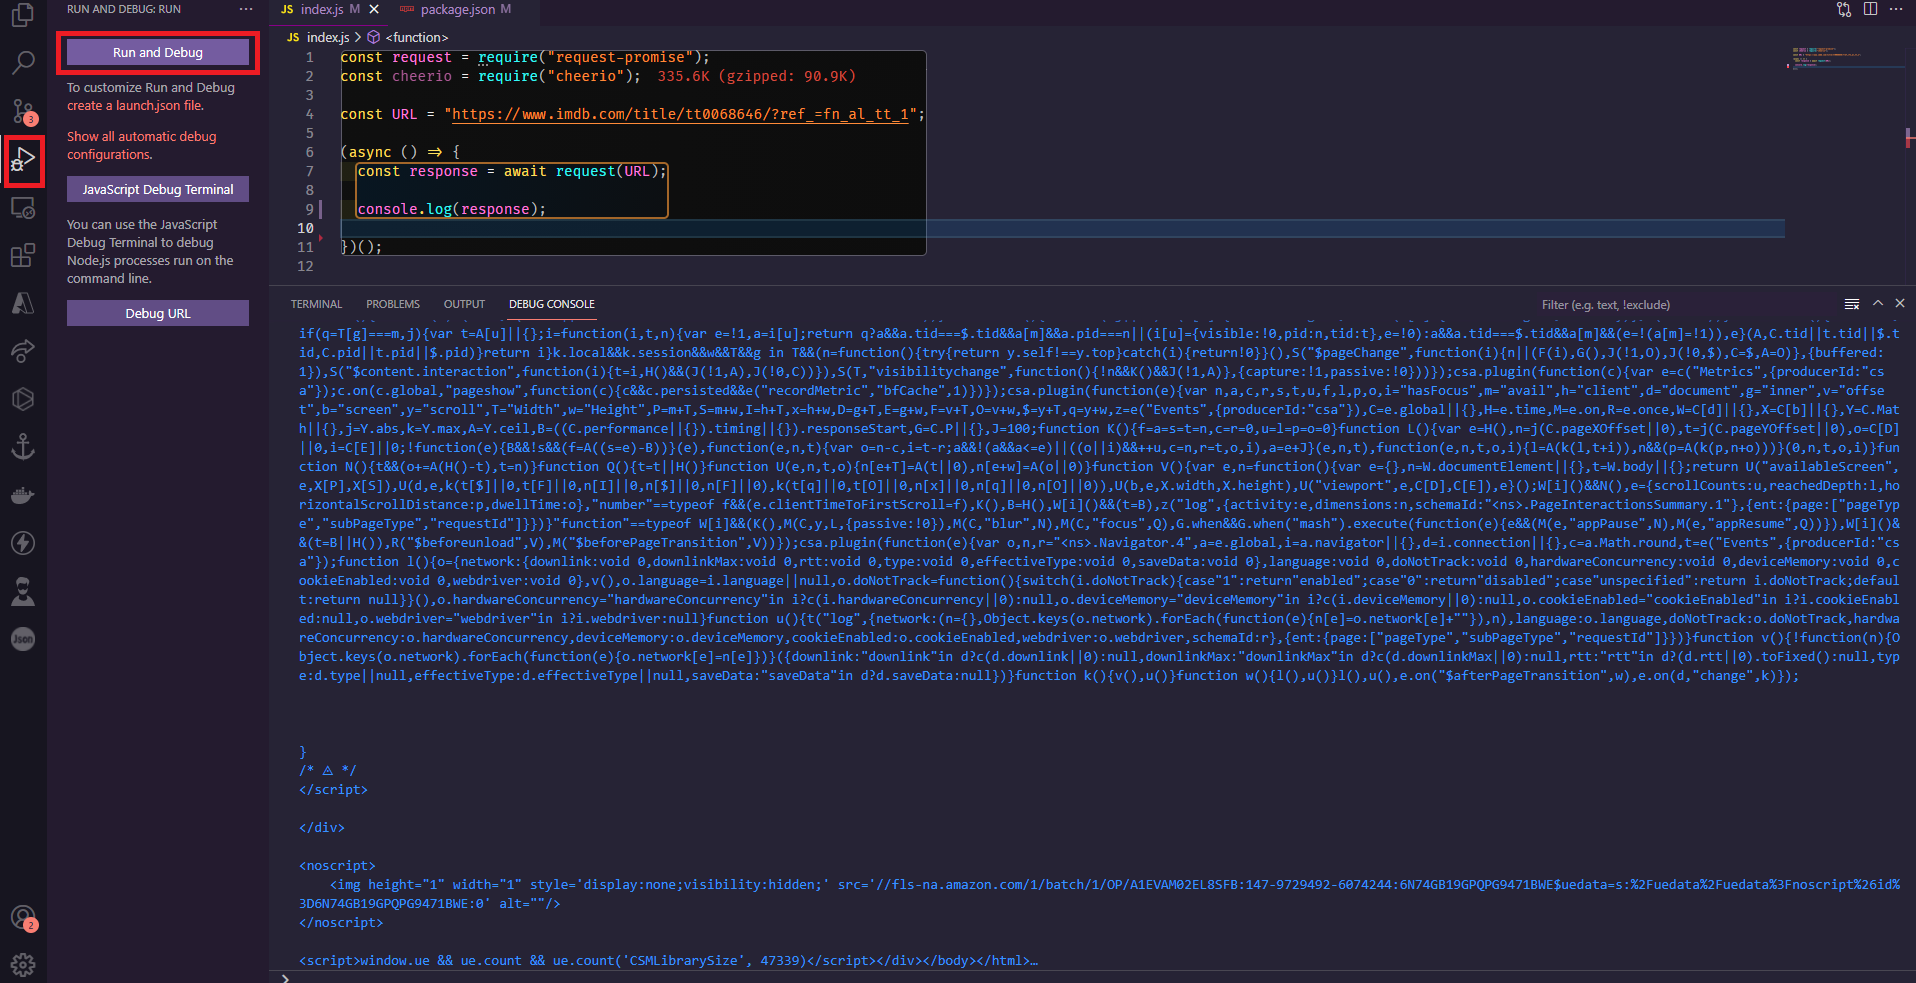 RUN AND DEBUG: RUN
Run and Debug
To customize Run and Debug
create a launch.json file.
Show all automatic debug
configurations.
JavaScript Debug Terminal
You can use the JavaScript
Debug Terminal to debug
Node.js processes run on the
command line.
Debug URL
3
2
Json
JS index.js M
package.json M
JS index.js > <function>
1 const request = require("request-promise");
2 const cheerio = require("cheerio"); 335.6K (gzipped: 90.9K)
3
4 const URL = "https://www.imdb.com/title/tt0068646/?ref_=fn_al_tt_1";
5
6 (async () => {
7 const response = await request(URL);
8
9 console.log(response);
10
11 })();
12
TERMINAL PROBLEMS OUTPUT DEBUG CONSOLE
Filter (e.g. text, !exclude)
if(q=T[g]===m,j){var t=A[u]||{};i=function(i,t,n){var e=!1,a=i[u];return q?a&&a.tid===$.tid&&a[m]&&a.pid===n||(i[u]={visible:!0,pid:n,tid:t},e=!0):a&&a.tid===$.tid&&a[m]&&(e=!(a[m]=!1)),e}(A,C.tid||t.tid||$.t
id,C.pid||t.pid||$.pid)}return i}k.local&&k.session&&w&&T&&g in T&&(n=function(){try{return y.self!==y.top}catch(i){return!0}}(),S("$pageChange",function(i){n||(F(i),G(),J(!1,O),J(!0,$),C=$,A=O)},{buffered:
1}),S("$content.interaction",function(i){t=i,H()&&(J(!1,A),J(!0,C))}),S(T,"visibilitychange",function(){!n&&K()&&J(!1,A)},{capture:!1,passive:!0}))});csa.plugin(function(c){var e=c("Metrics",{producerId:"cs
a"});c.on(c.global,"pageshow",function(c){c&&c.persisted&&e("recordMetric","bfCache",1)})});csa.plugin(function(e){var n,a,c,r,s,t,u,f,l,p,o,i="hasFocus",m="avail",h="client",d="document",g="inner",v="offse
t",b="screen",y="scroll",T="Width",w="Height",P=m+T,S=m+w,I=h+T,x=h+w,D=g+T,E=g+w,F=v+T,O=v+w,$=y+T,q=y+w,z=e("Events",{producerId:"csa"}),C=e.global||{},H=e.time,M=e.on,R=e.once,W=C[d]||{},X=C[b]||{},Y=C.Ma
th||{},j=Y.abs,k=Y.max,A=Y.ceil,B=((C.performance||{}).timing||{}).responseStart,G=C.P||{},J=100;function K(){f=a=s=t=n,c=r=0,u=l=p=o=0}function L(){var e=H(),n=j(C.pageXOffset||0),t=j(C.pageYOffset||0),o=C[D]
||0,i=C[E]||0;!function(e){B&&!s&&(f=A((s=e)-B))}(e),function(e,n,t){var o=n-c,i=t-r;a&&!(a&&a<=e)||((o||i)&&++u,c=n,r=t,o,i),a=e+J}(e,n,t),function(e,n,t,o,i){l=A(k(l,t+i)),n&&(p=A(k(p,n+o)))}(0,n,t,o,i)}f
nction N(){t&&(o+=A(H()-t),t=n)}function Q(){t=t||H()}function U(e,n,t,o){n[e+T]=A(t||0),n[e+w]=A(o||0)}function V(){var e,n=function(){var e={},n=W.documentElement||{},t=W.body||{};return U("availableScreen",
e,X[P],X[S]),U(d,e,k(t[$]||0,t[F]||0,n[I]||0,n[$]||0,n[F]||0),k(t[q]||0,t[O]||0,n[x]||0,n[q]||0,n[O]||0)),U(b,e,X.width,X.height),U("viewport",e,C[D],C[E]),e}();W[i]()&&N(),e={scrollCounts:u,reachedDepth:l,ho
rizontalScrollDistance:p,dwellTime:o},"number"==typeof f&&(e.clientTimeToFirstScroll=f),K(),B=H(),W[i]()&&(t=B),z("log",{activity:e,dimensions:n,schemaId:"<ns>.PageInteractionsSummary.1"},{ent:{page:["pageTyp
e","subPageType","requestId"]}})}"function"==typeof W[i]&&(K(),M(C,y,L,{passive:!0}),M(C,"blur",N),M(C,"focus",Q),G.when&&G.when("mash").execute(function(e){e&&(M(e,"appPause",N),M(e,"appResume",Q))}),W[i]()&
&(t=B||H()),R("$beforeunload",V),M("$beforePageTransition",V))});csa.plugin(function(e){var o,n,r="<ns>.Navigator.4",a=e.global,i=a.navigator||{},d=i.connection||{},c=a.Math.round,t=e("Events",{producerId:"cs
a"});function l(){o={network:{downlink:void 0,downlinkMax:void 0,rtt:void 0,type:void 0,effectiveType:void 0,saveData:void 0},language:void 0,doNotTrack:void 0,hardwareConcurrency:void 0,deviceMemory:void 0,c
ookieEnabled:void 0,webdriver:void 0},v(),o.language=i.language||null,o.doNotTrack=function(){switch(i.doNotTrack){case"1":return"enabled";case"0":return"disabled";case"unspecified":return i.doNotTrack;defaul
t:return null}}(),o.hardwareConcurrency="hardwareConcurrency"in i?c(i.hardwareConcurrency||0):null,o.deviceMemory="deviceMemory"in i?c(i.deviceMemory||0):null,o.cookieEnabled="cookieEnabled"in i?i.cookieEnabl
ed:null,o.webdriver="webdriver"in i?i.webdriver:null}function u(){t("log",{network:(n={},Object.keys(o.network).forEach(function(e){n[e]=o.network[e]+""}),n),language:o.language,doNotTrack:o.doNotTrack,hardwa
reConcurrency:o.hardwareConcurrency,deviceMemory:o.deviceMemory,cookieEnabled:o.cookieEnabled,webdriver:o.webdriver,schemaId:r},{ent:{page:["pageType","subPageType","requestId"]}})}function v(){!function(n){O
bject.keys(o.network).forEach(function(e){o.network[e]=n[e]})}({downlink:"downlink"in d?c(d.downlink||0):null,downlinkMax:"downlinkMax"in d?c(d.downlinkMax||0):null,rtt:"rtt"in d?(d.rtt||0).toFixed():null,typ
e:d.type||null,effectiveType:d.effectiveType||null,saveData:"saveData"in d?d.saveData:null})}function k(){v(),u()}function w(){l(),u()}l(),u(),e.on("$afterPageTransition",w),e.on(d,"change",k)});
}
/* ◬ */
</script>
</div>
<noscript>
<img height="1" width="1" style='display:none;visibility:hidden;' src='//fls-na.amazon.com/1/batch/1/OP/A1EVAM02EL8SFB:147-9729492-6074244:6N74GB19GPQPG9471BWE$uedata=s:%2Fuedata%2Fuedata%3Fnoscript%26id%
3D6N74GB19GPQPG9471BWE:0' alt=""/>
</noscript>
<script>window.ue && ue.count && ue.count('CSMLibrarySize', 47339)</script></div></body></html>…